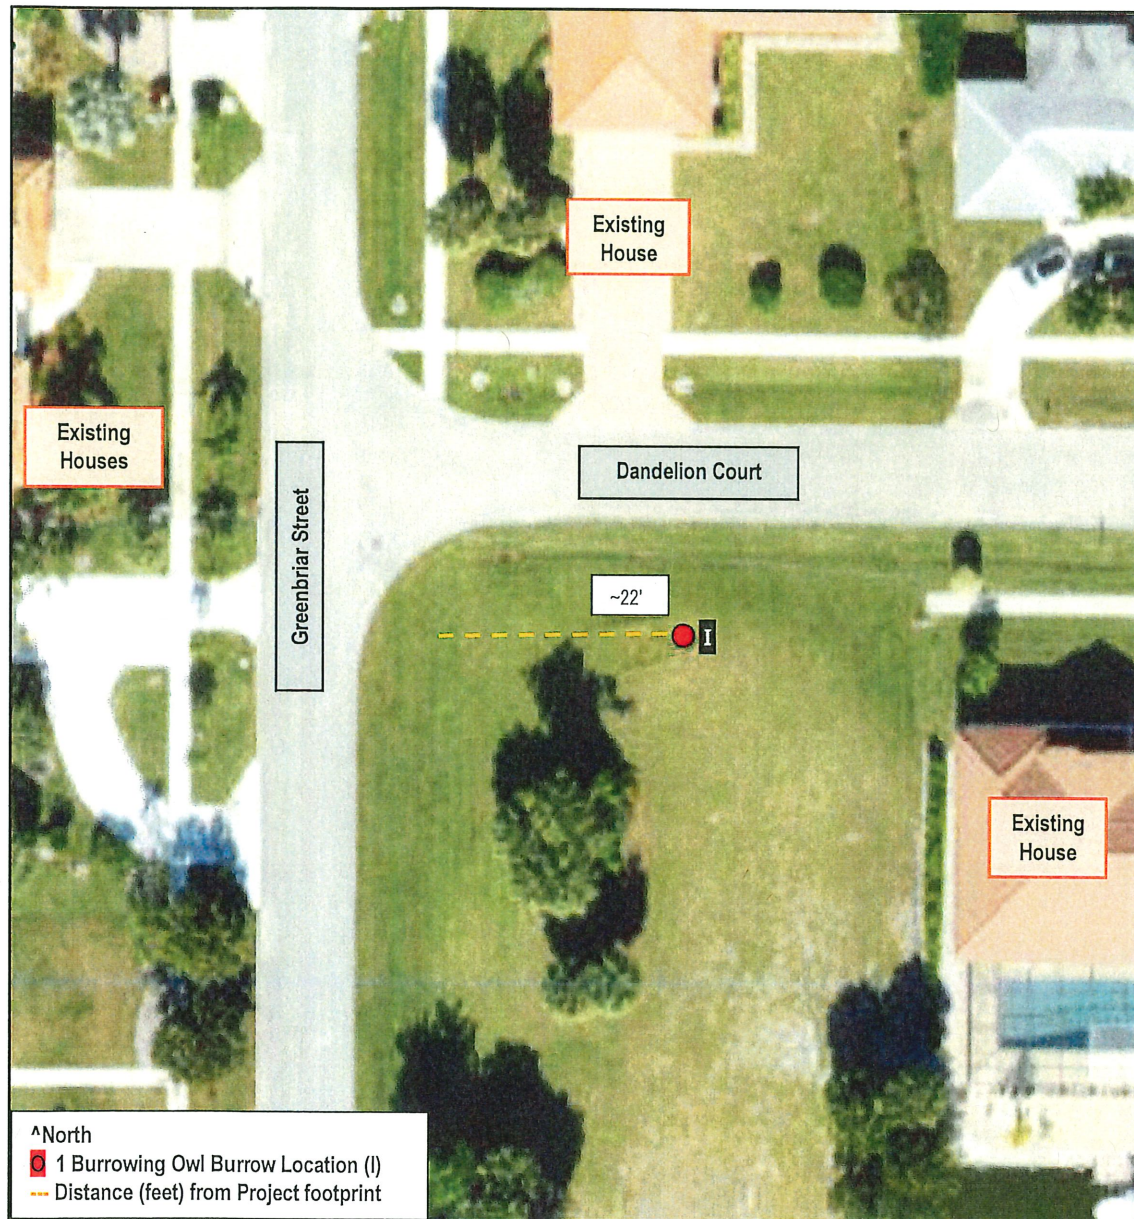 Existing
House
Existing
Houses
Dandelion Court
Greenbriar Street
~22'
I
Existing
House
^North
1 Burrowing Owl Burrow Location (I)
Distance (feet) from Project footprint